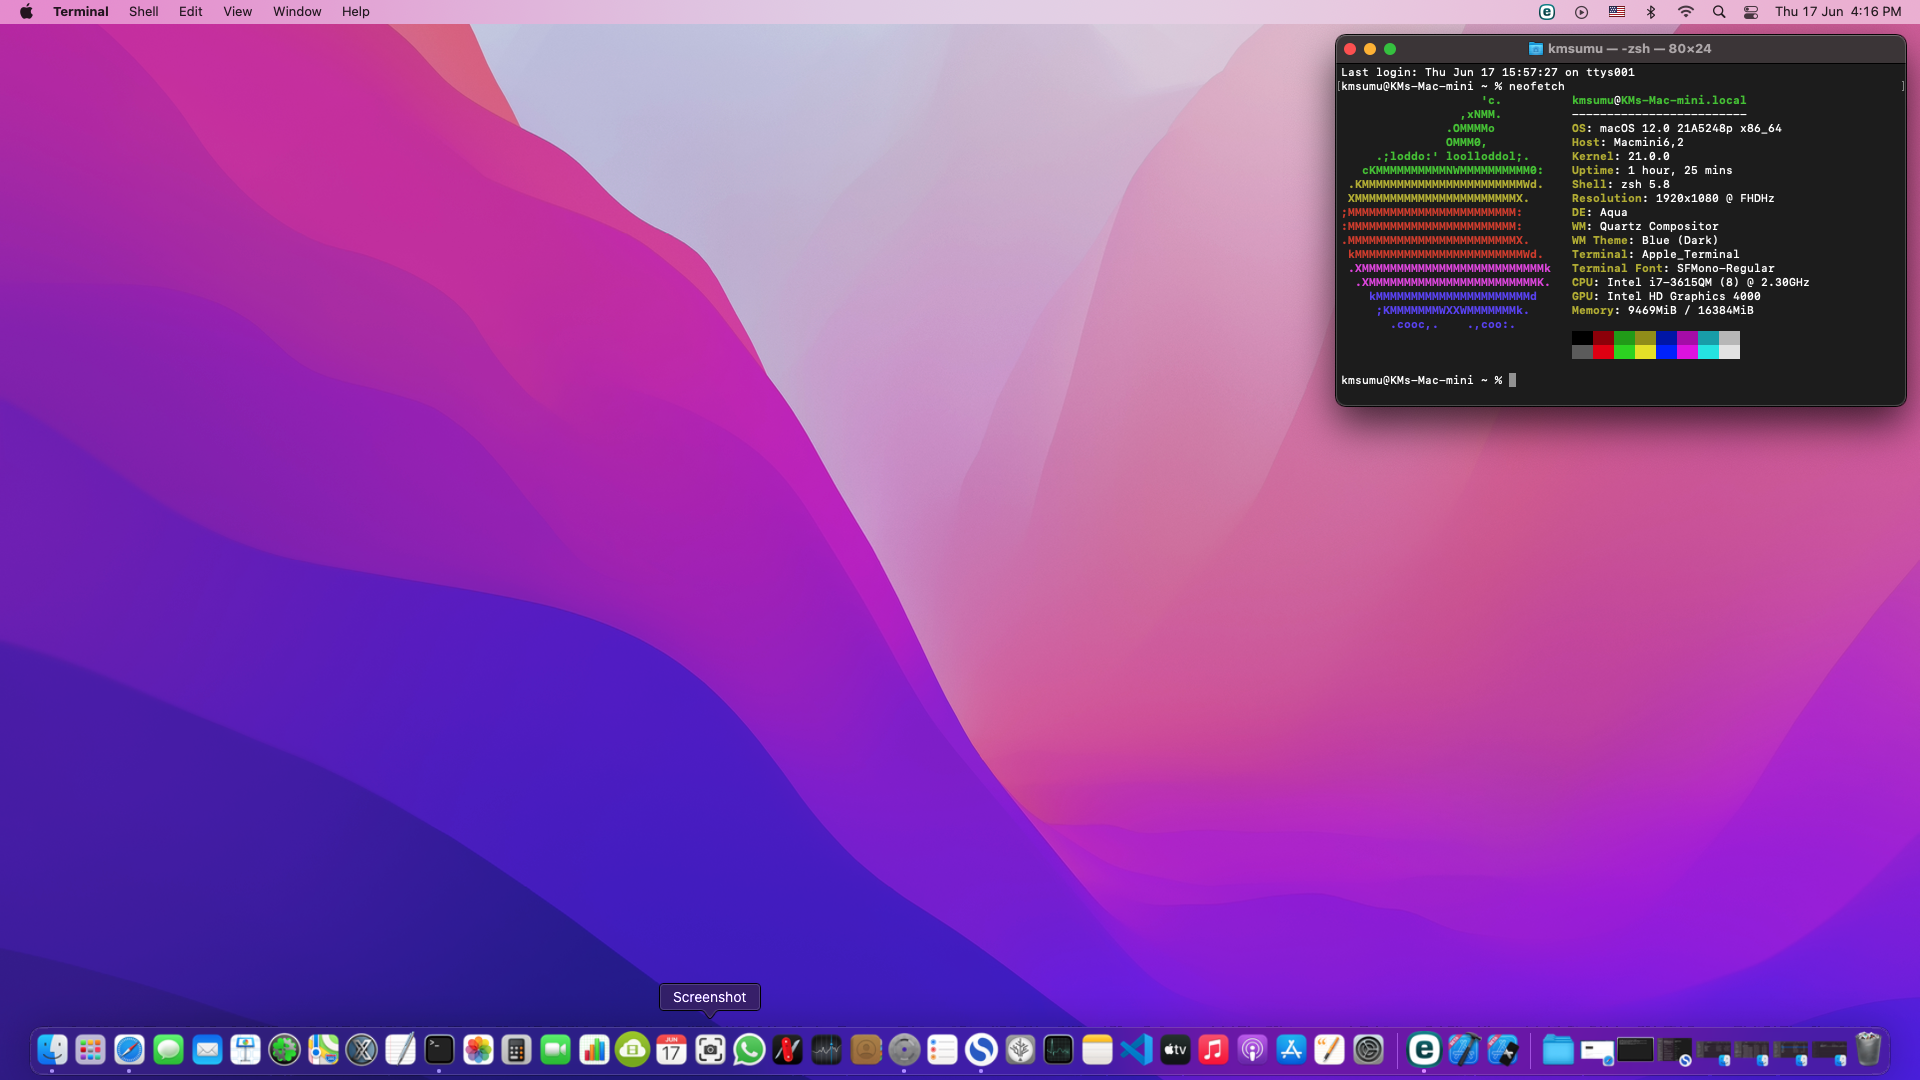 Terminal Shell Edit View Window Help
Thu 17 Jun 4:16 PM
kmsumu — -zsh — 80×24
Last login: Thu Jun 17 15:57:27 on ttys001
[kmsumu@KMs-Mac-mini ~ % neofetch ]
'c. kmsumu@KMs-Mac-mini.local
,xNMM. -------------------------
.OMMMMo OS: macOS 12.0 21A5248p x86_64
OMMM0, Host: Macmini6,2
.;loddo:' loolloddol;. Kernel: 21.0.0
cKMMMMMMMMMMNWMMMMMMMMMM0: Uptime: 1 hour, 25 mins
.KMMMMMMMMMMMMMMMMMMMMMMMWd. Shell: zsh 5.8
XMMMMMMMMMMMMMMMMMMMMMMMX. Resolution: 1920x1080 @ FHDHz
;MMMMMMMMMMMMMMMMMMMMMMMM: DE: Aqua
:MMMMMMMMMMMMMMMMMMMMMMMM: WM: Quartz Compositor
.MMMMMMMMMMMMMMMMMMMMMMMMX. WM Theme: Blue (Dark)
kMMMMMMMMMMMMMMMMMMMMMMMMWd. Terminal: Apple_Terminal
.XMMMMMMMMMMMMMMMMMMMMMMMMMMk Terminal Font: SFMono-Regular
.XMMMMMMMMMMMMMMMMMMMMMMMMK. CPU: Intel i7-3615QM (8) @ 2.30GHz
kMMMMMMMMMMMMMMMMMMMMMMd GPU: Intel HD Graphics 4000
;KMMMMMMMWXXWMMMMMMMk. Memory: 9469MiB / 16384MiB
.cooc,. .,coo:.
kmsumu@KMs-Mac-mini ~ %
Screenshot
JUN
17
tv